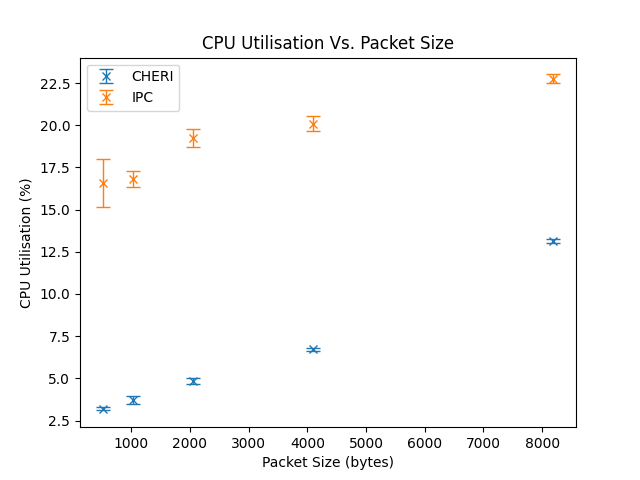 CPU Utilisation Vs. Packet Size
CHERI
IPC
22.5
20.0
17.5
15.0
12.5
10.0
7.5
5.0
2.5
CPU Utilisation (%)
1000 2000 3000 4000 5000 6000 7000 8000
Packet Size (bytes)